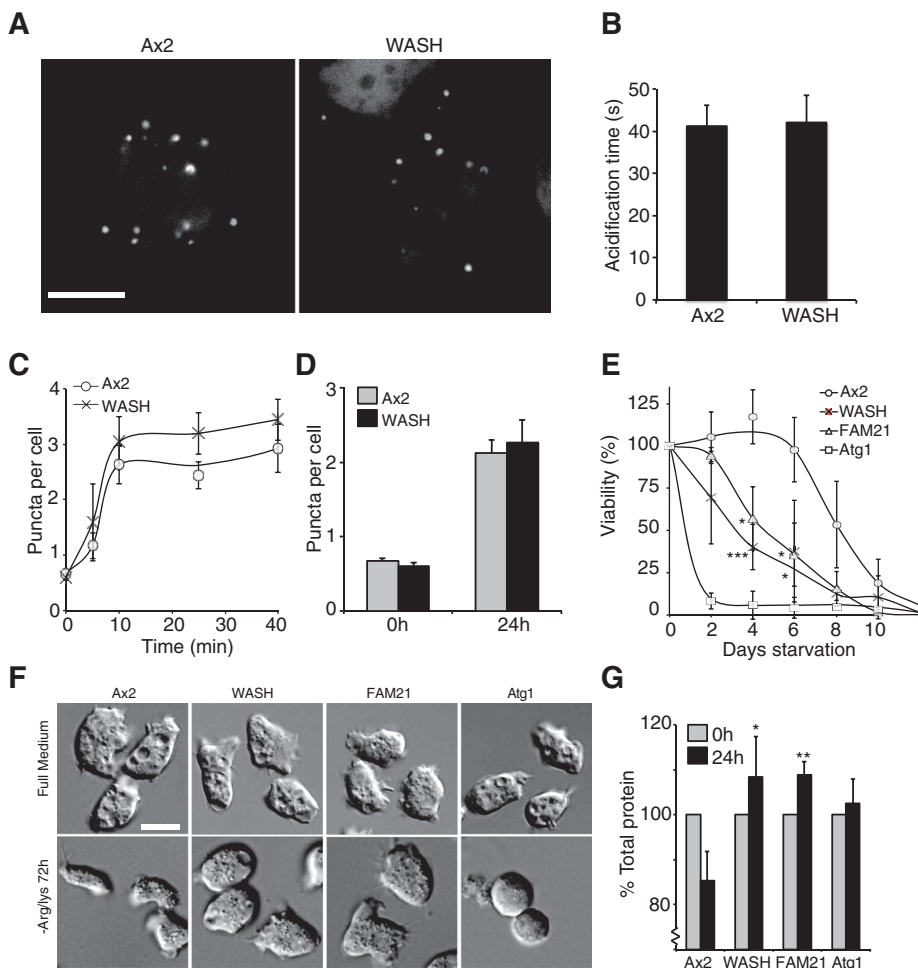 A
Ax2
WASH
B
Acidification time (s)
50
40
30
20
10
0
Ax2
WASH
C
Puncta per cell
4
3
2
1
0
Ax2
WASH
0 10 20 30 40
Time (min)
D
Puncta per cell
3
2
1
0
Ax2
WASH
0h
24h
E
Viability (%)
125
100
75
50
25
0
Ax2
WASH
FAM21
Atg1
*
***
*
*
0 2 4 6 8 10
Days starvation
F
Ax2
WASH
FAM21
Atg1
Full Medium
-Arg/lys 72h
G
% Total protein
120
100
80
0h
24h
*
**
Ax2
WASH
FAM21
Atg1